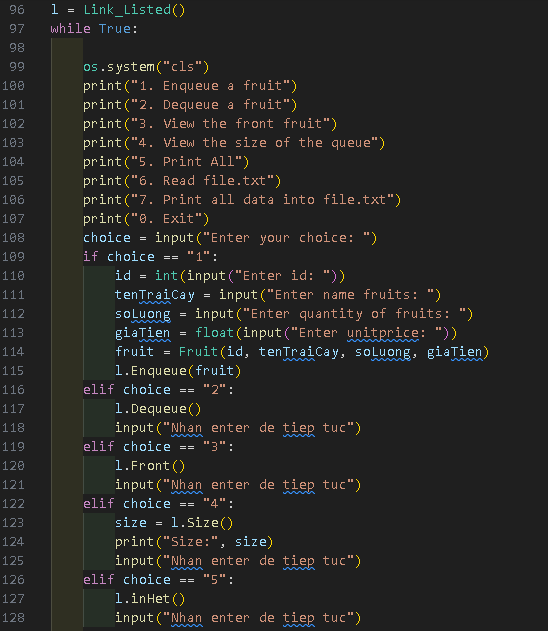 96 l = Link_Listed()
97 while True:
98
99 os.system("cls")
100 print("1. Enqueue a fruit")
101 print("2. Dequeue a fruit")
102 print("3. View the front fruit")
103 print("4. View the size of the queue")
104 print("5. Print All")
105 print("6. Read file.txt")
106 print("7. Print all data into file.txt")
107 print("0. Exit")
108 choice = input("Enter your choice: ")
109 if choice == "1":
110 id = int(input("Enter id: "))
111 tenTraiCay = input("Enter name fruits: ")
112 soLuong = input("Enter quantity of fruits: ")
113 giaTien = float(input("Enter unitprice: "))
114 fruit = Fruit(id, tenTraiCay, soLuong, giaTien)
115 l.Enqueue(fruit)
116 elif choice == "2":
117 l.Dequeue()
118 input("Nhan enter de tiep tuc")
119 elif choice == "3":
120 l.Front()
121 input("Nhan enter de tiep tuc")
122 elif choice == "4":
123 size = l.Size()
124 print("Size:", size)
125 input("Nhan enter de tiep tuc")
126 elif choice == "5":
127 l.inHet()
128 input("Nhan enter de tiep tuc")